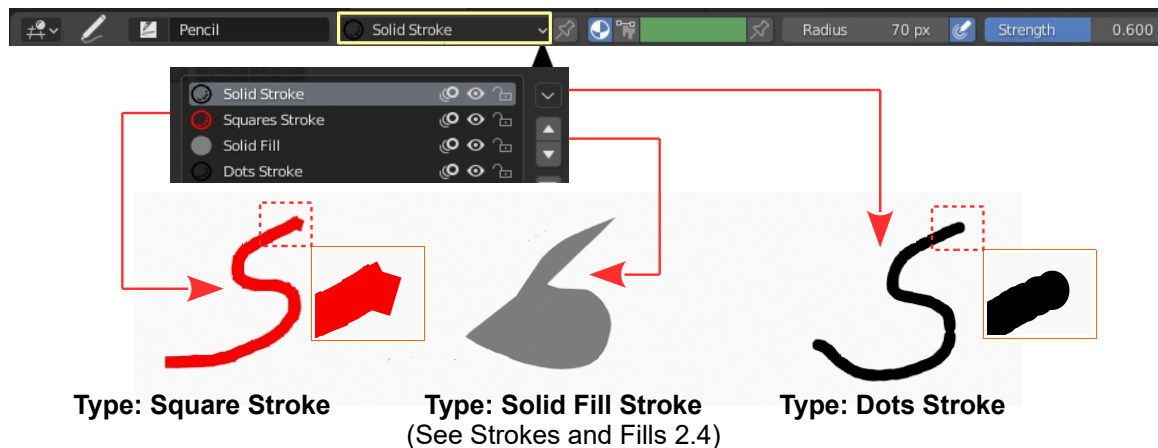 Pencil Solid Stroke Radius 70 px Strength 0.600
Solid Stroke
Squares Stroke
Solid Fill
Dots Stroke
Type: Square Stroke Type: Solid Fill Stroke Type: Dots Stroke
(See Strokes and Fills 2.4)